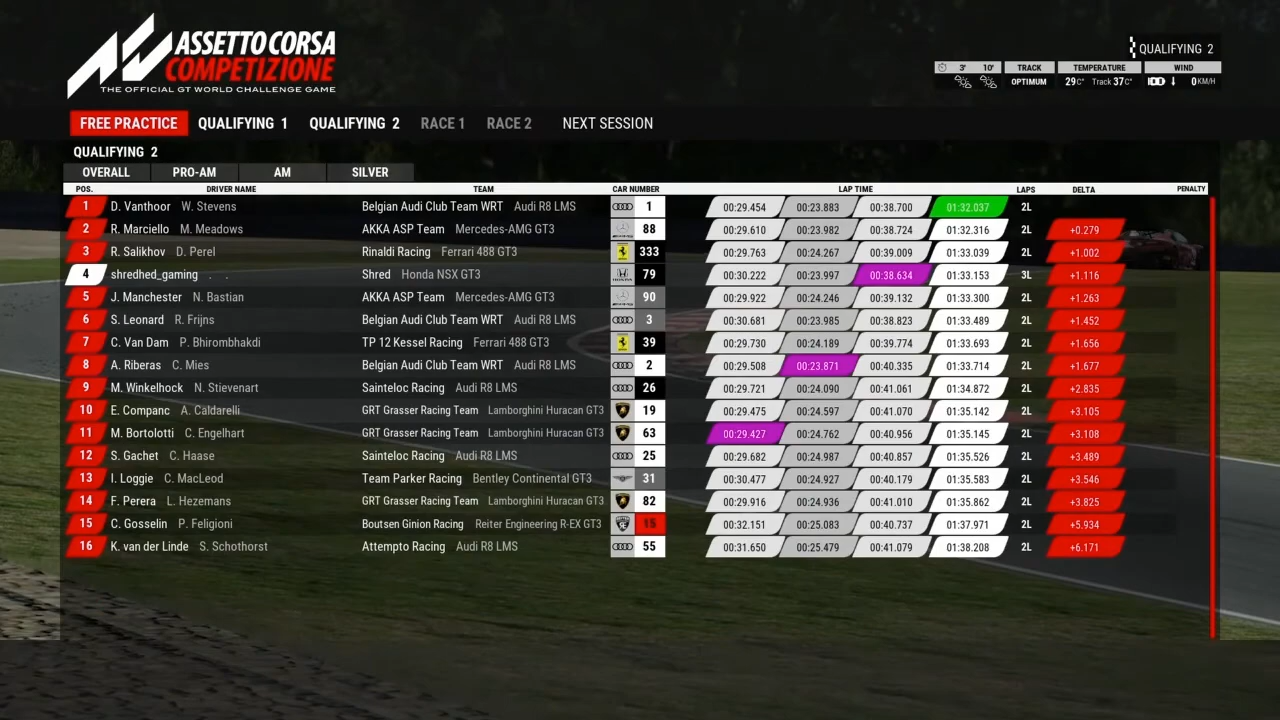 ASSETTO CORSA
COMPETIZIONE
THE OFFICIAL GT WORLD CHALLENGE GAME
QUALIFYING 2
3' 10' TRACK TEMPERATURE WIND
OPTIMUM 29C° Track 37C° 0KM/H
FREE PRACTICE QUALIFYING 1 QUALIFYING 2 RACE 1 RACE 2 NEXT SESSION
QUALIFYING 2
OVERALL PRO-AM AM SILVER
POS. DRIVER NAME TEAM CAR NUMBER LAP TIME LAPS DELTA PENALTY
1 D. Vanthoor W. Stevens Belgian Audi Club Team WRT Audi R8 LMS 1 00:29.454 00:23.883 00:38.700 01:32.037 2L
2 R. Marciello M. Meadows AKKA ASP Team Mercedes-AMG GT3 88 00:29.610 00:23.982 00:38.724 01:32.316 2L +0.279
3 R. Salikhov D. Perel Rinaldi Racing Ferrari 488 GT3 333 00:29.763 00:24.267 00:39.009 01:33.039 2L +1.002
4 shredhed_gaming . . Shred Honda NSX GT3 79 00:30.222 00:23.997 00:38.634 01:33.153 3L +1.116
5 J. Manchester N. Bastian AKKA ASP Team Mercedes-AMG GT3 90 00:29.922 00:24.246 00:39.132 01:33.300 2L +1.263
6 S. Leonard R. Frijns Belgian Audi Club Team WRT Audi R8 LMS 3 00:30.681 00:23.985 00:38.823 01:33.489 2L +1.452
7 C. Van Dam P. Bhirombhakdi TP 12 Kessel Racing Ferrari 488 GT3 39 00:29.730 00:24.189 00:39.774 01:33.693 2L +1.656
8 A. Riberas C. Mies Belgian Audi Club Team WRT Audi R8 LMS 2 00:29.508 00:23.871 00:40.335 01:33.714 2L +1.677
9 M. Winkelhock N. Stievenart Sainteloc Racing Audi R8 LMS 26 00:29.721 00:24.090 00:41.061 01:34.872 2L +2.835
10 E. Companc A. Caldarelli GRT Grasser Racing Team Lamborghini Huracan GT3 19 00:29.475 00:24.597 00:41.070 01:35.142 2L +3.105
11 M. Bortolotti C. Engelhart GRT Grasser Racing Team Lamborghini Huracan GT3 63 00:29.427 00:24.762 00:40.956 01:35.145 2L +3.108
12 S. Gachet C. Haase Sainteloc Racing Audi R8 LMS 25 00:29.682 00:24.987 00:40.857 01:35.526 2L +3.489
13 I. Loggie C. MacLeod Team Parker Racing Bentley Continental GT3 31 00:30.477 00:24.927 00:40.179 01:35.583 2L +3.546
14 F. Perera L. Hezemans GRT Grasser Racing Team Lamborghini Huracan GT3 82 00:29.916 00:24.936 00:41.010 01:35.862 2L +3.825
15 C. Gosselin P. Feligioni Boutsen Ginion Racing Reiter Engineering R-EX GT3 15 00:32.151 00:25.083 00:40.737 01:37.971 2L +5.934
16 K. van der Linde S. Schothorst Attempto Racing Audi R8 LMS 55 00:31.650 00:25.479 00:41.079 01:38.208 2L +6.171